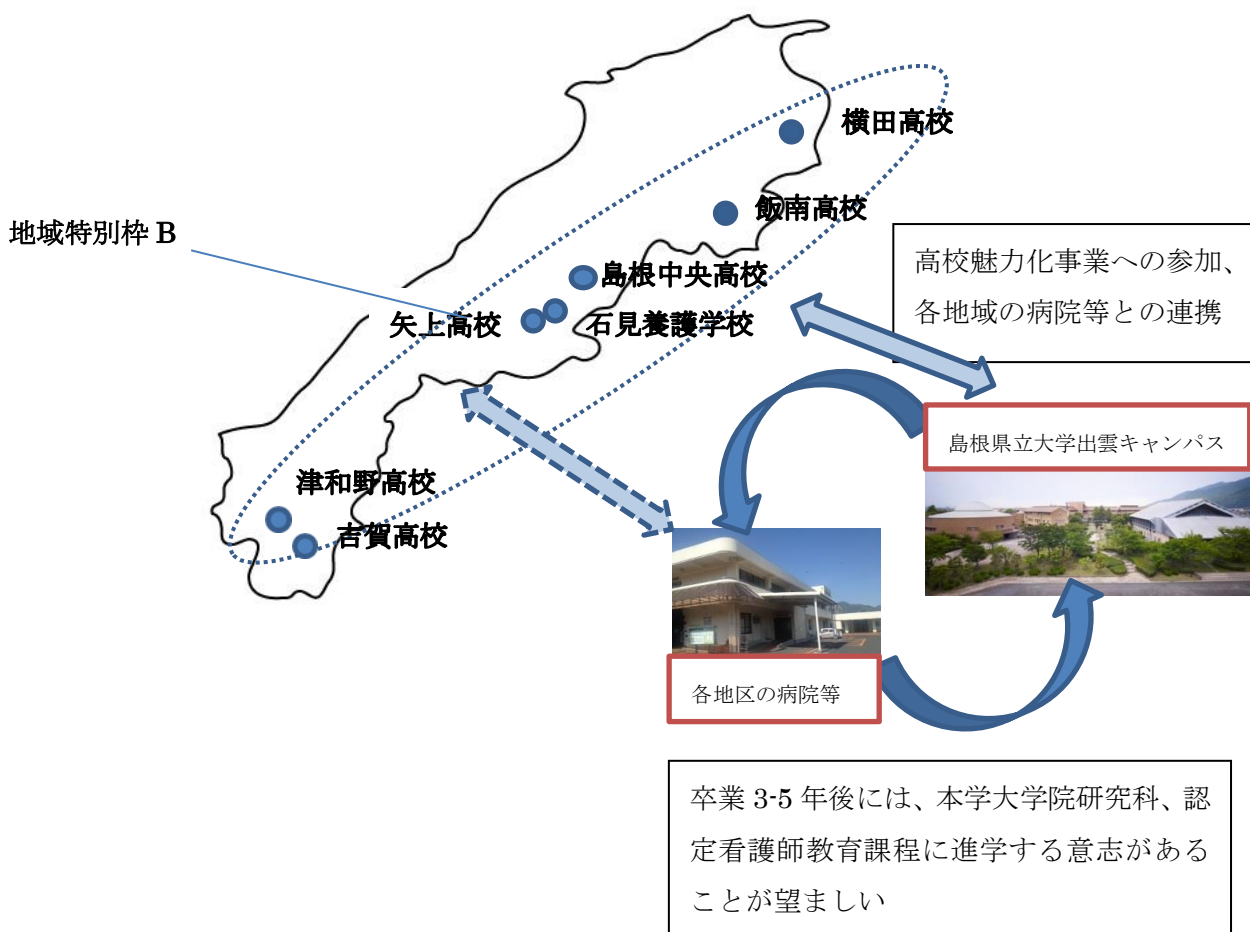 横田高校
飯南高校
地域特別枠 B
高校魅力化事業への参加、
各地域の病院等との連携
島根中央高校
矢上高校
石見養護学校
島根県立大学出雲キャンパス
津和野高校
吉賀高校
各地区の病院等
卒業 3-5 年後には、本学大学院研究科、認
定看護師教育課程に進学する意志がある
ことが望ましい